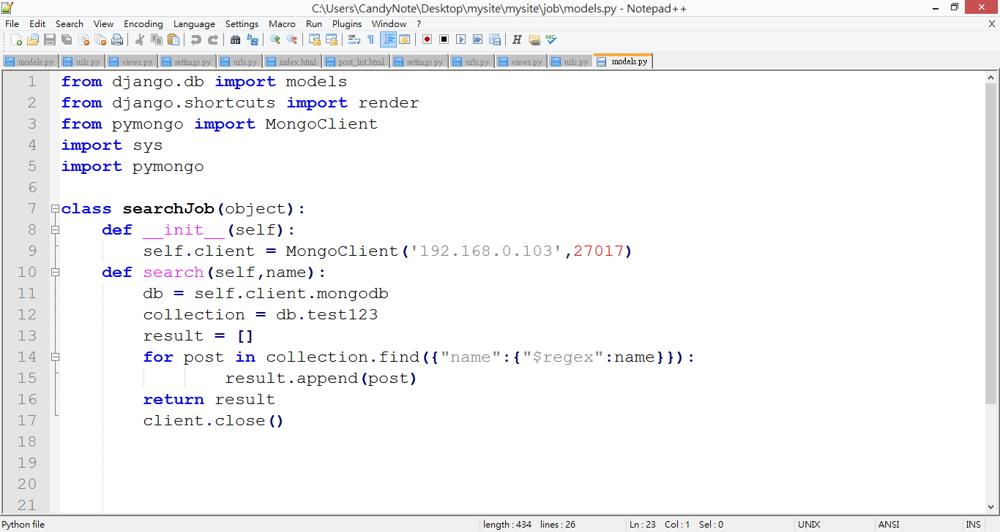 C:\Users\CandyNote\Desktop\mysite\mysite\job\models.py - Notepad++
File Edit Search View Encoding Language Settings Macro Run Plugins Window ? X
models.py urls.py views.py settings.py urls.py index.html post_list.html settings.py urls.py views.py urls.py models.py
1 from django.db import models
2 from django.shortcuts import render
3 from pymongo import MongoClient
4 import sys
5 import pymongo
6
7 class searchJob(object):
8     def __init__(self):
9         self.client = MongoClient('192.168.0.103',27017)
10     def search(self,name):
11         db = self.client.mongodb
12         collection = db.test123
13         result = []
14         for post in collection.find({"name":{"$regex":name}}):
15                 result.append(post)
16         return result
17         client.close()
18
19
20
21
Python file length : 434 lines : 26 Ln : 23 Col : 1 Sel : 0 UNIX ANSI INS